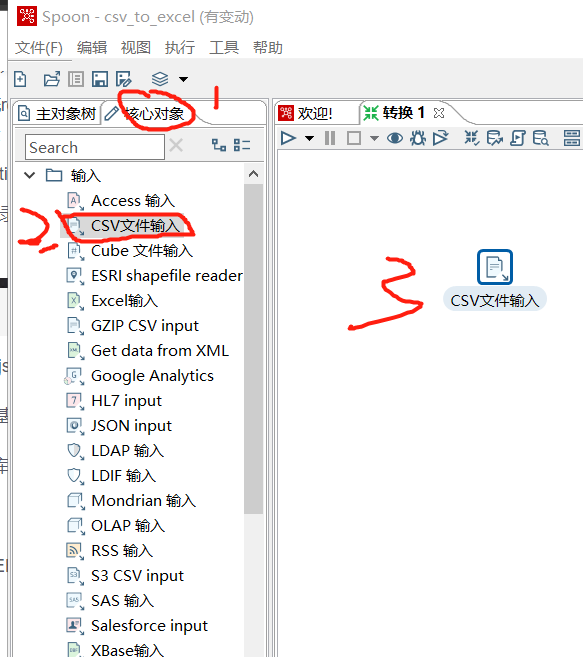 Spoon - csv_to_excel (有变动)
文件(F) 编辑 视图 执行 工具 帮助
1
主对象树 核心对象 欢迎! 转换 1
Search
输入
Access 输入
2 CSV文件输入
Cube 文件输入
3
ESRI shapefile reader
Excel输入 CSV文件输入
GZIP CSV input
Get data from XML
Google Analytics
HL7 input
JSON input
LDAP 输入
LDIF 输入
Mondrian 输入
OLAP 输入
RSS 输入
S3 CSV input
SAS 输入
Salesforce input
XBase输入